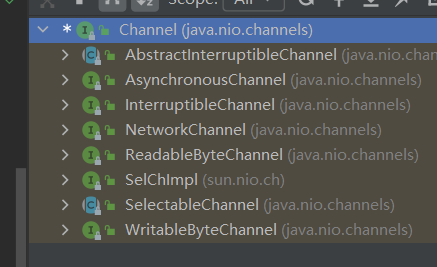 Scope: All
* Channel (java.nio.channels)
AbstractInterruptibleChannel (java.nio.channels)
AsynchronousChannel (java.nio.channels)
InterruptibleChannel (java.nio.channels)
NetworkChannel (java.nio.channels)
ReadableByteChannel (java.nio.channels)
SelChImpl (sun.nio.ch)
SelectableChannel (java.nio.channels)
WritableByteChannel (java.nio.channels)